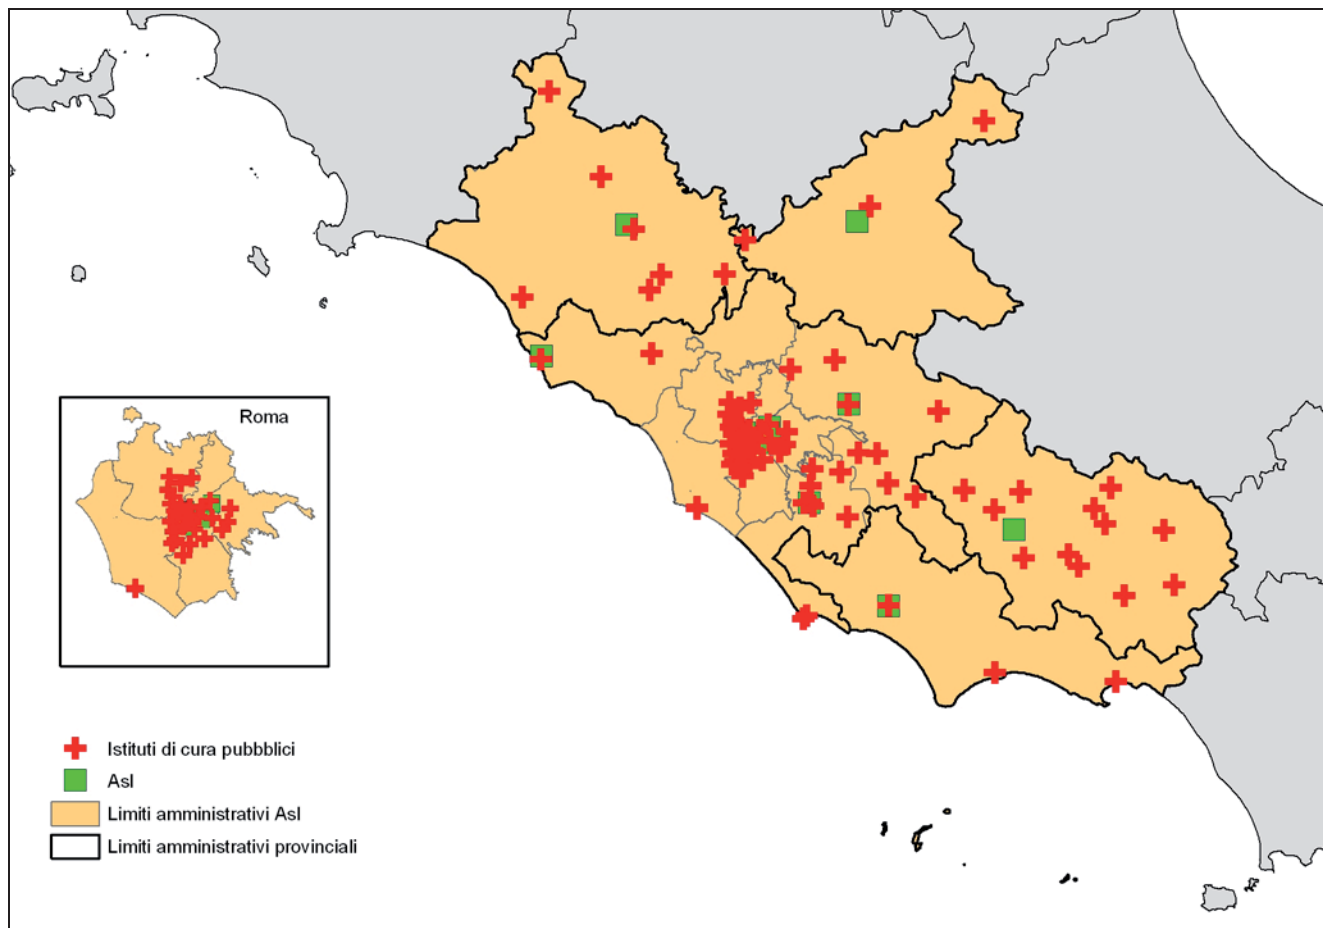 Roma
Istituti di cura pubbblici
Asl
Limiti amministrativi Asl
Limiti amministrativi provinciali